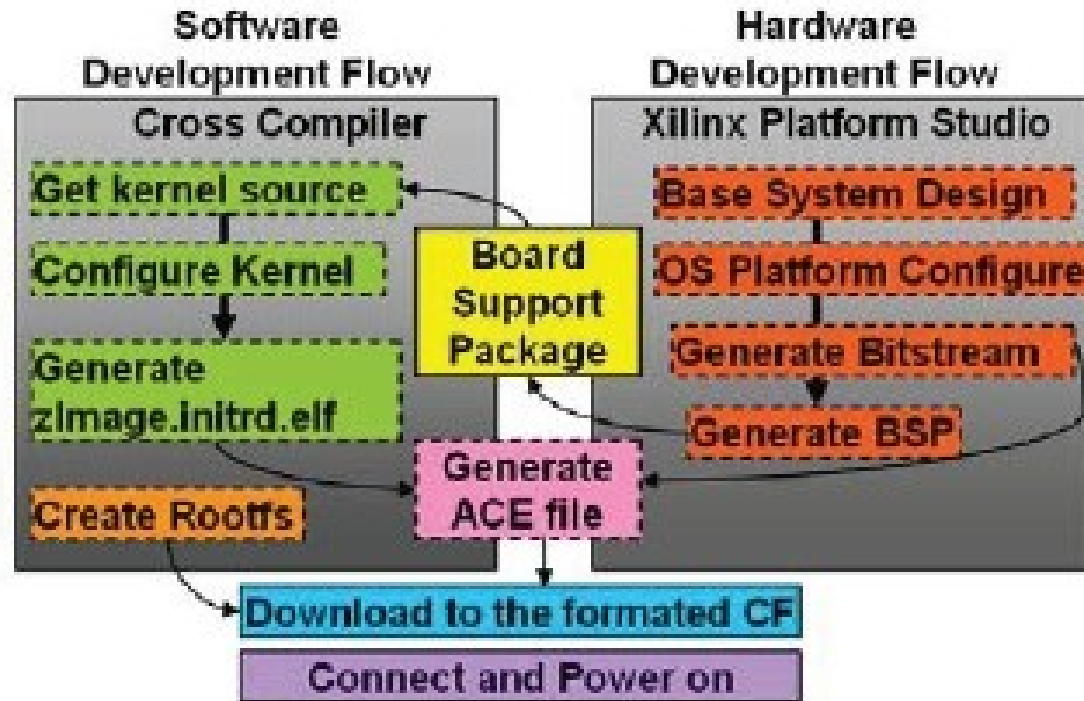 Software
Development Flow
Hardware
Development Flow
Cross Compiler
Get kernel source
Configure Kernel
Generate
zImage.initrd.elf
Create Rootfs
Board
Support
Package
Generate
ACE file
Xilinx Platform Studio
Base System Design
OS Platform Configure
Generate Bitstream
Generate BSP
Download to the formated CF
Connect and Power on